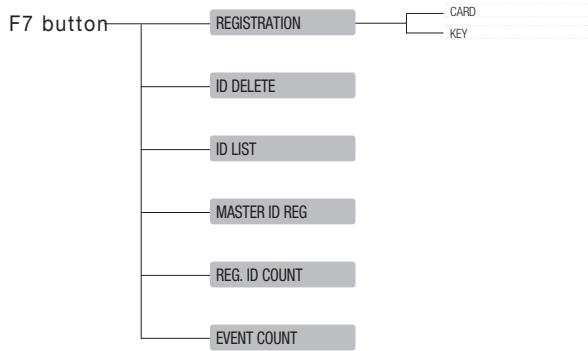 F7 button
REGISTRATION
CARD
KEY
ID DELETE
ID LIST
MASTER ID REG
REG. ID COUNT
EVENT COUNT